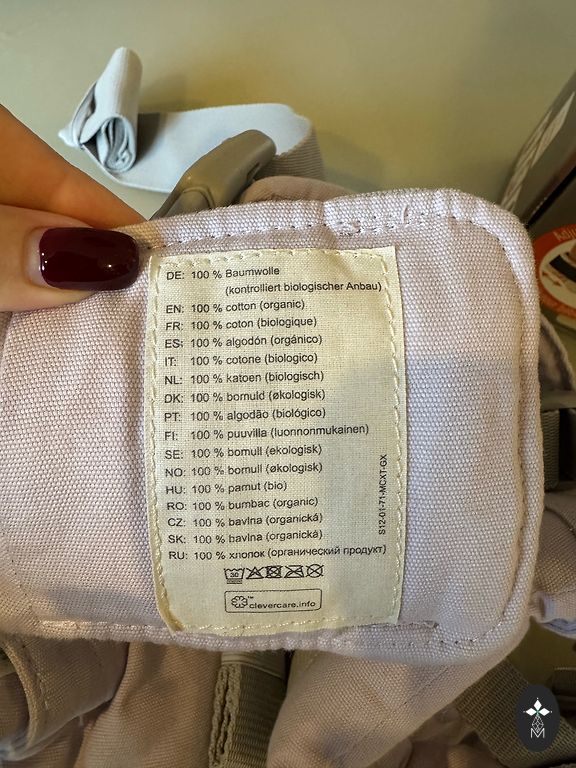 DE: 100 % Baumwolle
(kontrolliert biologischer Anbau)
EN: 100 % cotton (organic)
FR: 100 % coton (biologique)
ES: 100 % algodón (orgánico)
IT: 100 % cotone (biologico)
NL: 100 % katoen (biologisch)
DK: 100 % bomuld (økologisk)
PT: 100 % algodão (biológico)
FI: 100 % puuvilla (luonnonmukainen)
SE: 100 % bomull (ekologisk)
NO: 100 % bomull (økologisk)
HU: 100 % pamut (bio)
RO: 100 % bumbac (organic)
CZ: 100 % bavlna (organická)
SK: 100 % bavlna (organická)
RU: 100 % хлопок (органический продукт)
S12-01-71-MCXT-GX
30
™ clevercare.info
M